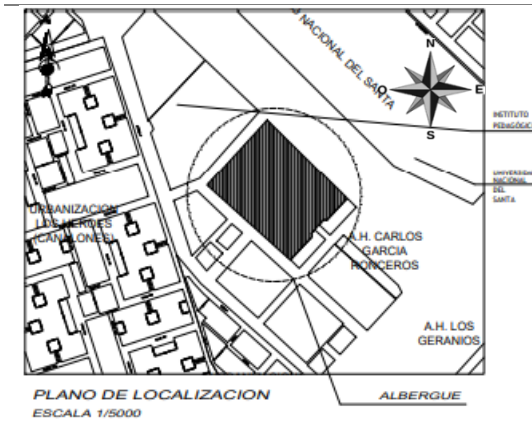 NACIONAL DEL SANTA
N
O
E
S
INSTITUTO
PEDAGÓGICO
UNIVERSIDAD
NACIONAL
DEL
SANTA
URBANIZACION
LOS HEROES
(CANALONES)
A.H. CARLOS
GARCIA
RONCEROS
A.H. LOS
GERANIOS
PLANO DE LOCALIZACION
ALBERGUE
ESCALA 1/5000